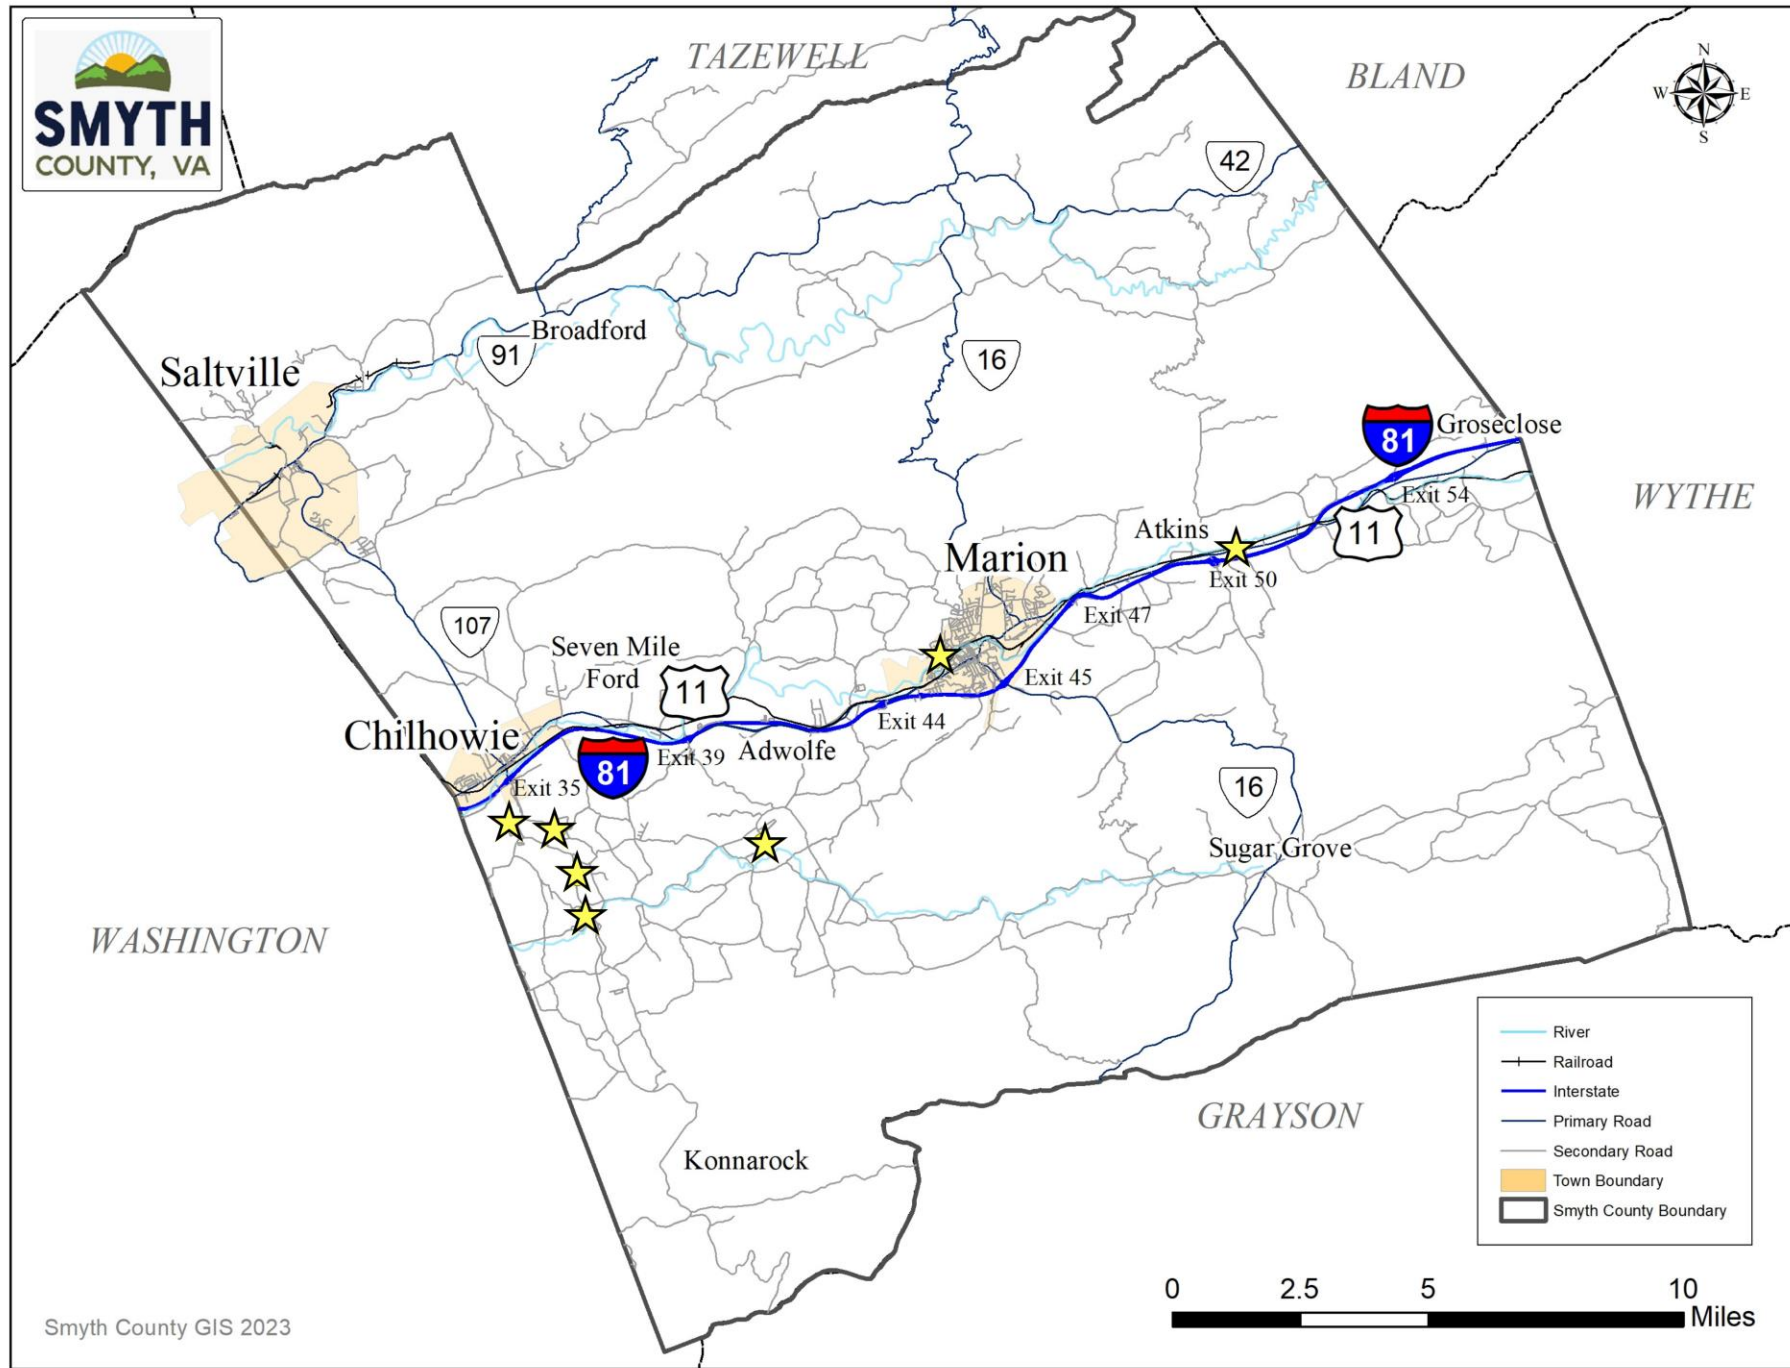 SMYTH
COUNTY, VA
TAZEWELL
BLAND
N
W E
S
42
Broadford
91
16
Saltville
81
Groseclose
Exit 54
WYTHE
11
Atkins
Exit 50
Marion
Exit 47
107
Seven Mile
Ford
11
Exit 45
Exit 44
Chilhowie
Exit 39
Adwolfe
81
Exit 35
16
Sugar Grove
WASHINGTON
GRAYSON
Konnarock
River
Railroad
Interstate
Primary Road
Secondary Road
Town Boundary
Smyth County Boundary
0 2.5 5 10
Miles
Smyth County GIS 2023